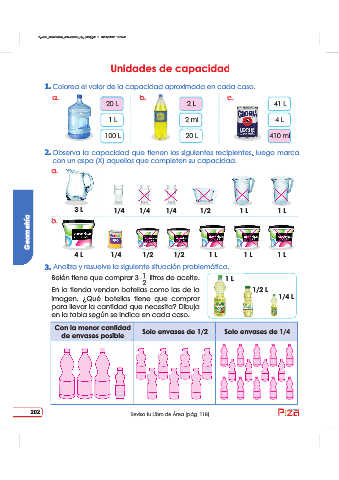 Unidades de capacidad
1. Colorea el valor de la capacidad aproximada en cada caso.
a.
b.
c.
20 L
2 L
41 L
1 L
2 ml
4 L
100 L
20 L
410 ml
2. Observa la capacidad que tienen los siguientes recipientes, luego marca
con un aspa (X) aquellos que completen su capacidad.
a.
3 L
1/4
1/4
1/4
1/2
1 L
1 L
b.
4 L
1/4
1/2
1/2
1 L
1 L
1 L
3. Analiza y resuelve la siguiente situación problemática.
Belén tiene que comprar 3 1/2 litros de aceite.
En la tienda venden botellas como las de la
imagen. ¿Qué botellas tiene que comprar
para llevar la cantidad que necesita? Dibuja
en la tabla según se indica en cada caso.
1 L
1/2 L
1/4 L
Con la menor cantidad
de envases posible
Solo envases de 1/2
Solo envases de 1/4
Geometría
202
Revisa tu Libro de Área (pág. 118)